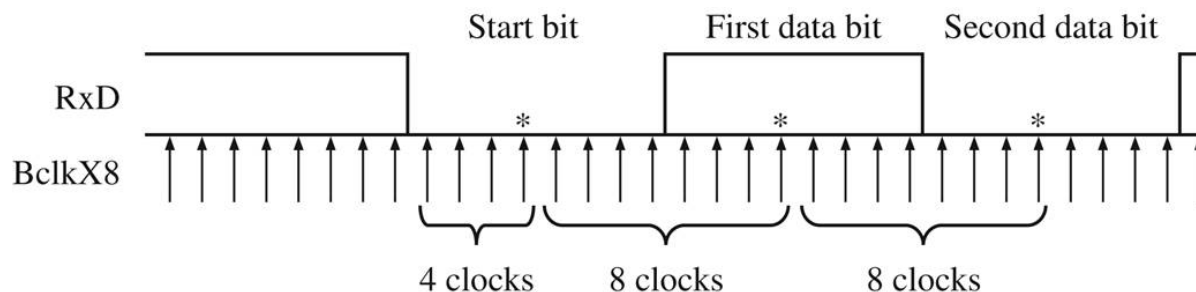 Start bit First data bit Second data bit
RxD
* * *
BclkX8
4 clocks 8 clocks 8 clocks